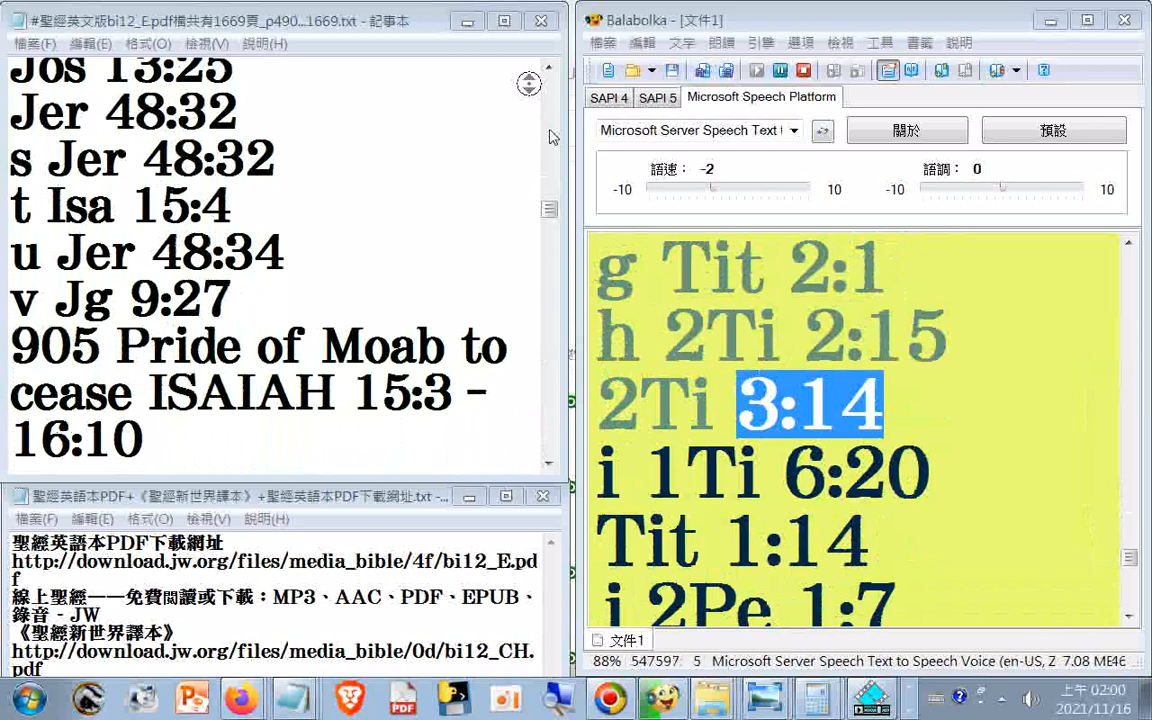 #聖經英文版bi12_E.pdf檔共有1669頁_p490...1669.txt - 記事本
檔案(F) 編輯(E) 格式(O) 檢視(V) 說明(H)
Jos 13:25
Jer 48:32
s Jer 48:32
t Isa 15:4
u Jer 48:34
v Jg 9:27
905 Pride of Moab to
cease ISAIAH 15:3 -
16:10
聖經英語本PDF+《聖經新世界譯本》+聖經英語本PDF下載網址.txt -...
檔案(F) 編輯(E) 格式(O) 檢視(V) 說明(H)
聖經英語本PDF下載網址
http://download.jw.org/files/media_bible/4f/bi12_E.pd
f
線上聖經——免費閱讀或下載：MP3、AAC、PDF、EPUB、
錄音 - JW
《聖經新世界譯本》
http://download.jw.org/files/media_bible/0d/bi12_CH.
pdf
Balabolka - [文件1]
檔案 編輯 文字 朗讀 引擎 選項 檢視 工具 書籤 說明
SAPI 4 SAPI 5 Microsoft Speech Platform
Microsoft Server Speech Text 關於 預設
語速： -2 語調： 0
-10 10 -10 10
g Tit 2:1
h 2Ti 2:15
2Ti 3:14
i 1Ti 6:20
Tit 1:14
j 2Pe 1:7
文件1
88% 547597: 5 Microsoft Server Speech Text to Speech Voice (en-US, Z 7.08 ME46
PDF
上午 02:00
2021/11/16